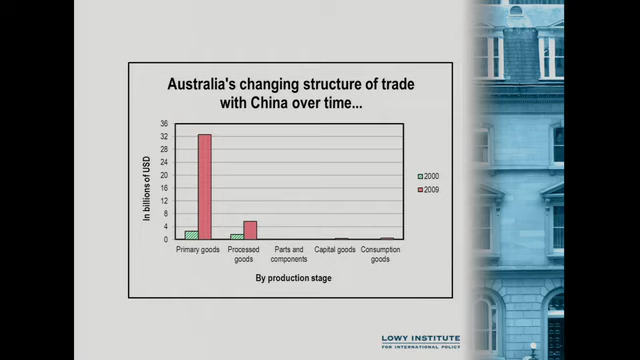 Australia's changing structure of trade
with China over time...
In billions of USD
36
32
28
24
20
16
12
8
4
0
Primary goods
Processed
goods
Parts and
components
Capital goods
Consumption
goods
By production stage
2000
2009
LOWY INSTITUTE
FOR INTERNATIONAL POLICY